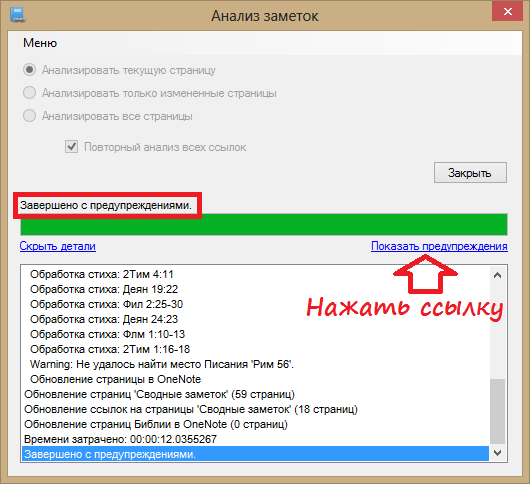 Анализ заметок
Меню
Анализировать текущую страницу
Анализировать только измененные страницы
Анализировать все страницы
Повторный анализ всех ссылок
Закрыть
Завершено с предупреждениями.
Скрыть детали
Показать предупреждения
Нажать ссылку
Обработка стиха: 2Тим 4:11
Обработка стиха: Деян 19:22
Обработка стиха: Фил 2:25-30
Обработка стиха: Деян 24:23
Обработка стиха: Флм 1:10-13
Обработка стиха: 2Тим 1:16-18
Warning: Не удалось найти место Писания 'Рим 56'.
Обновление страницы в OneNote
Обновление страниц 'Сводные заметок' (59 страниц)
Обновление ссылок на страницы 'Сводные заметок' (18 страниц)
Обновление страниц Библии в OneNote (0 страниц)
Времени затрачено: 00:00:12.0355267
Завершено с предупреждениями.